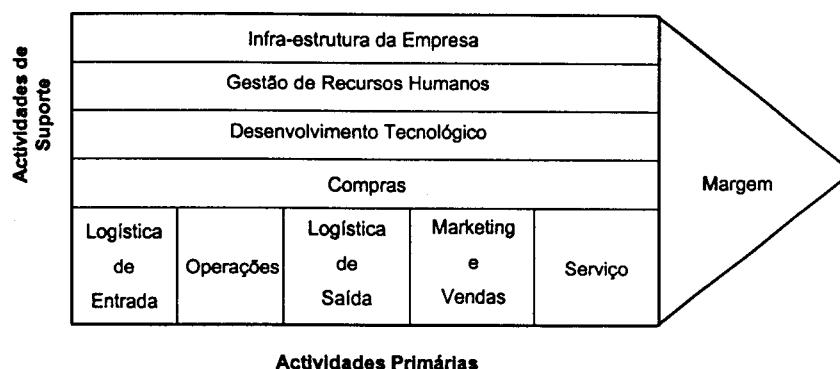 Actividades de
Suporte
Infra-estrutura da Empresa
Gestão de Recursos Humanos
Desenvolvimento Tecnológico
Compras
Logística
de
Entrada
Operações
Logística
de
Saída
Marketing
e
Vendas
Serviço
Margem
Actividades Primárias